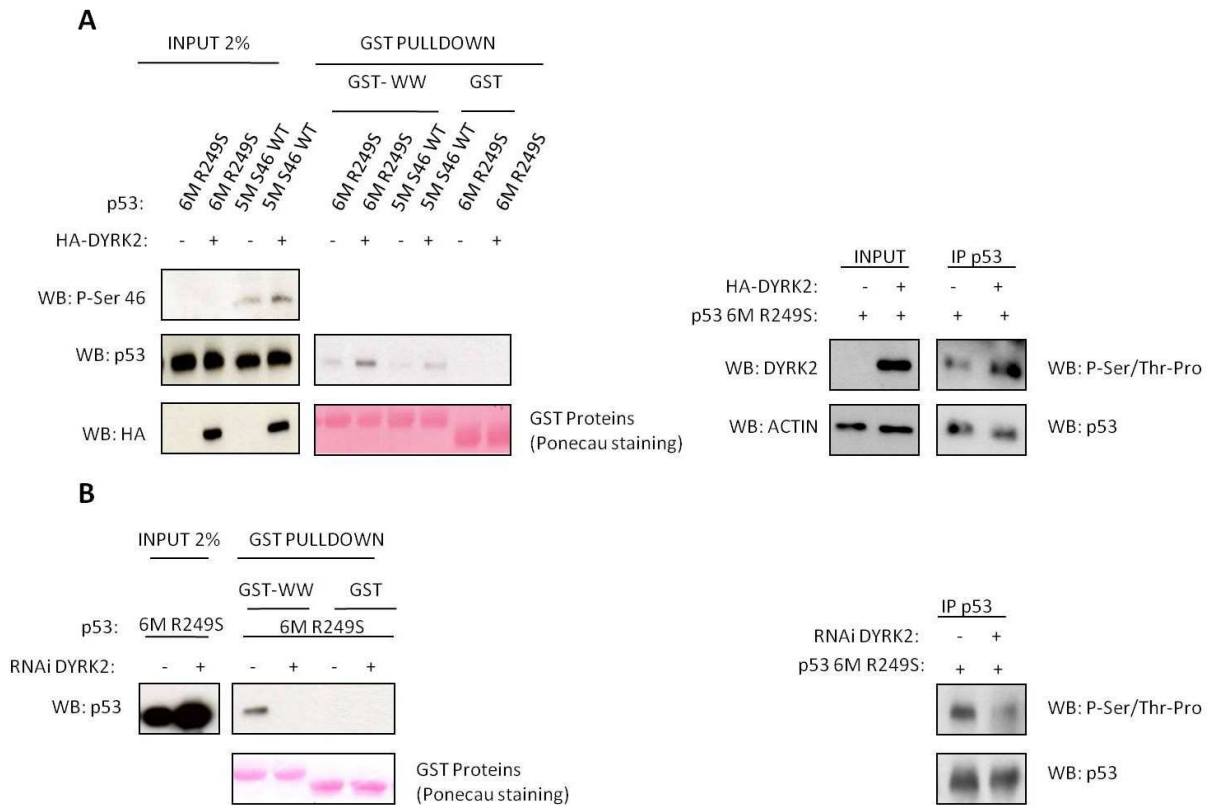 A
INPUT 2%
GST PULLDOWN
GST- WW
GST
p53:
6M R249S
6M R249S
5M S46 WT
5M S46 WT
6M R249S
6M R249S
5M S46 WT
5M S46 WT
6M R249S
6M R249S
HA-DYRK2: - + - + - + - + - +
WB: P-Ser 46
WB: p53
WB: HA
GST Proteins
(Ponecau staining)
INPUT IP p53
HA-DYRK2: - + - +
p53 6M R249S: + + + +
WB: DYRK2
WB: P-Ser/Thr-Pro
WB: ACTIN
WB: p53
B
INPUT 2% GST PULLDOWN
GST-WW GST
p53: 6M R249S 6M R249S
RNAi DYRK2: - + - + - +
WB: p53
GST Proteins
(Ponecau staining)
IP p53
RNAi DYRK2: - +
p53 6M R249S: + +
WB: P-Ser/Thr-Pro
WB: p53